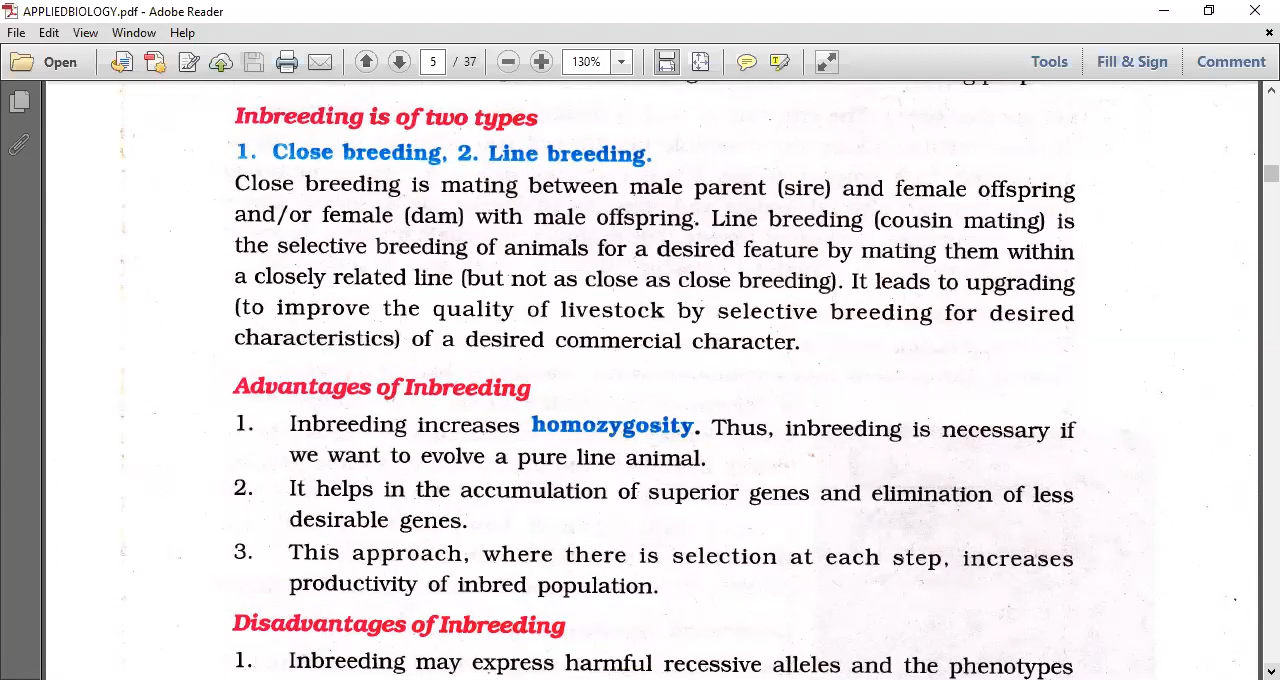 APPLIEDBIOLOGY.pdf - Adobe Reader
File Edit View Window Help
Open 5 / 37 130% Tools Fill & Sign Comment
Inbreeding is of two types
1. Close breeding, 2. Line breeding.
Close breeding is mating between male parent (sire) and female offspring
and/or female (dam) with male offspring. Line breeding (cousin mating) is
the selective breeding of animals for a desired feature by mating them within
a closely related line (but not as close as close breeding). It leads to upgrading
(to improve the quality of livestock by selective breeding for desired
characteristics) of a desired commercial character.
Advantages of Inbreeding
1. Inbreeding increases homozygosity. Thus, inbreeding is necessary if
we want to evolve a pure line animal.
2. It helps in the accumulation of superior genes and elimination of less
desirable genes.
3. This approach, where there is selection at each step, increases
productivity of inbred population.
Disadvantages of Inbreeding
1. Inbreeding may express harmful recessive alleles and the phenotypes